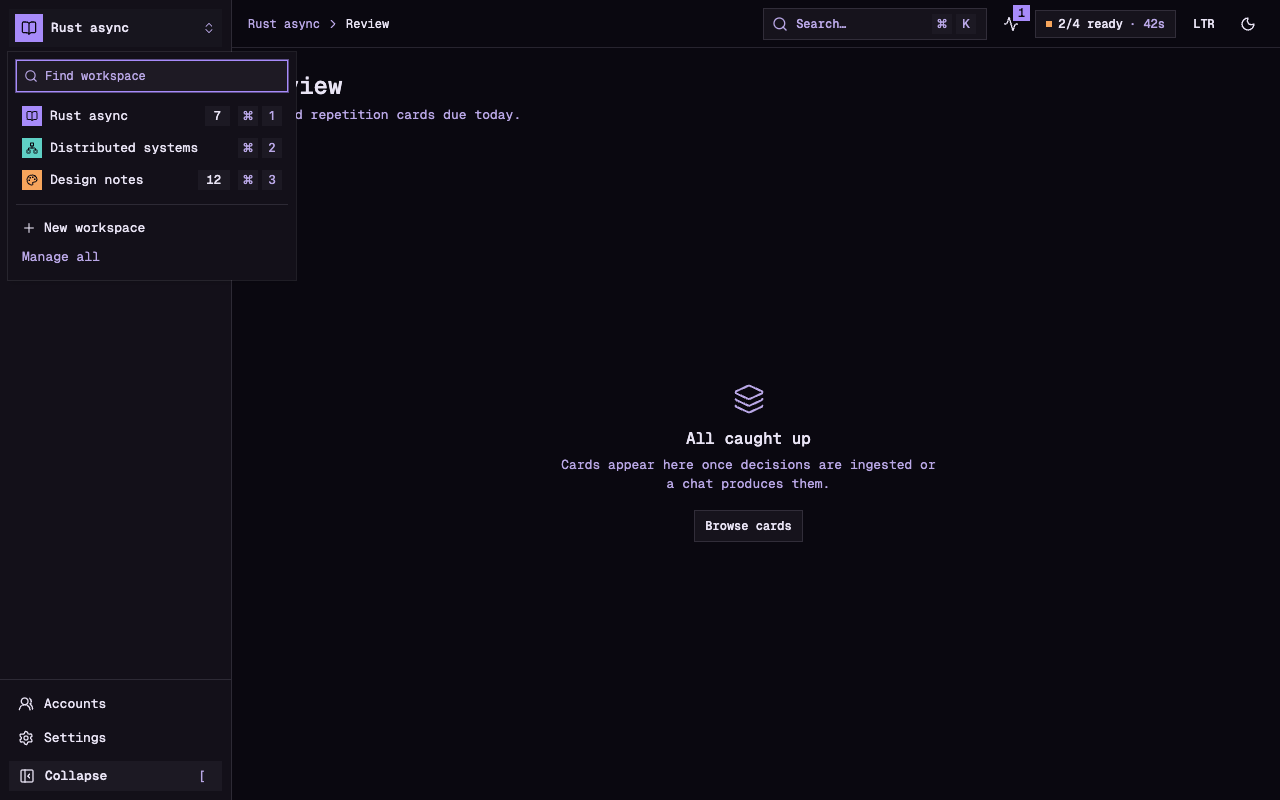 Rust async
Rust async > Review
Search…
⌘ K
1
2/4 ready · 42s
LTR
Find workspace
Rust async 7 ⌘ 1
Distributed systems ⌘ 2
Design notes 12 ⌘ 3
New workspace
Manage all
view
d repetition cards due today.
All caught up
Cards appear here once decisions are ingested or
a chat produces them.
Browse cards
Accounts
Settings
Collapse [